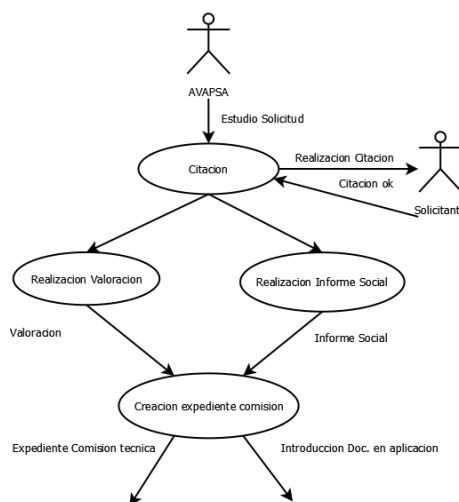 AVAPSA
Estudio Solicitud
Realizacion Citacion
Citacion
Citacion ok
Solicitant
Realizacion Valoracion
Realizacion Informe Social
Valoracion
Informe Social
Creacion expediente comision
Expediente Comision tecnica
Introduccion Doc. en aplicacion